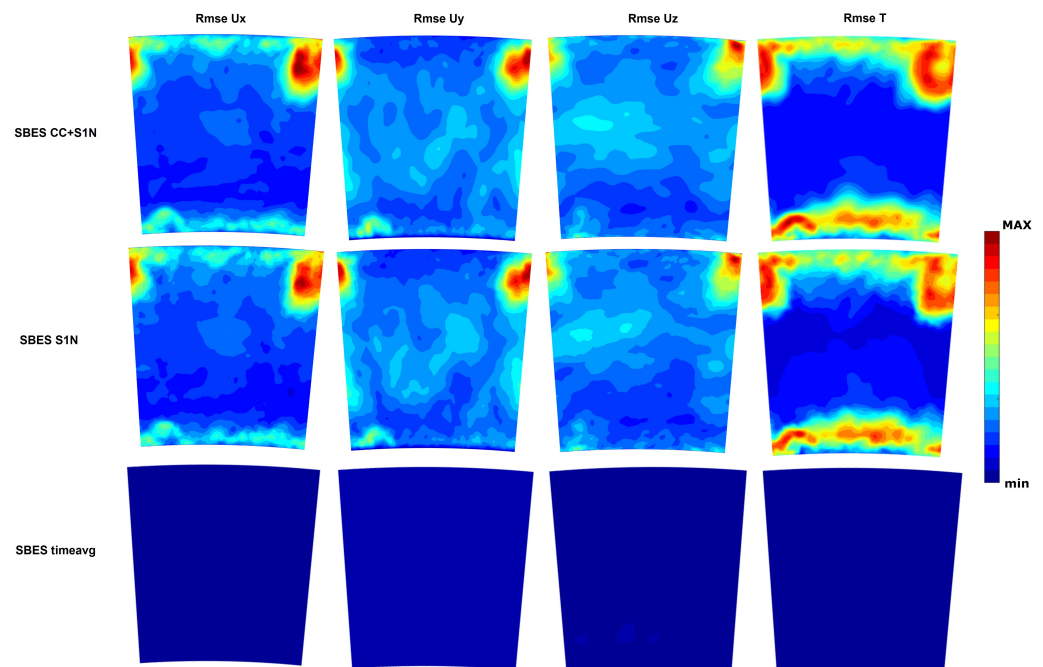 Rmse Ux
Rmse Uy
Rmse Uz
Rmse T
SBES CC+S1N
MAX
SBES S1N
min
SBES timeavg